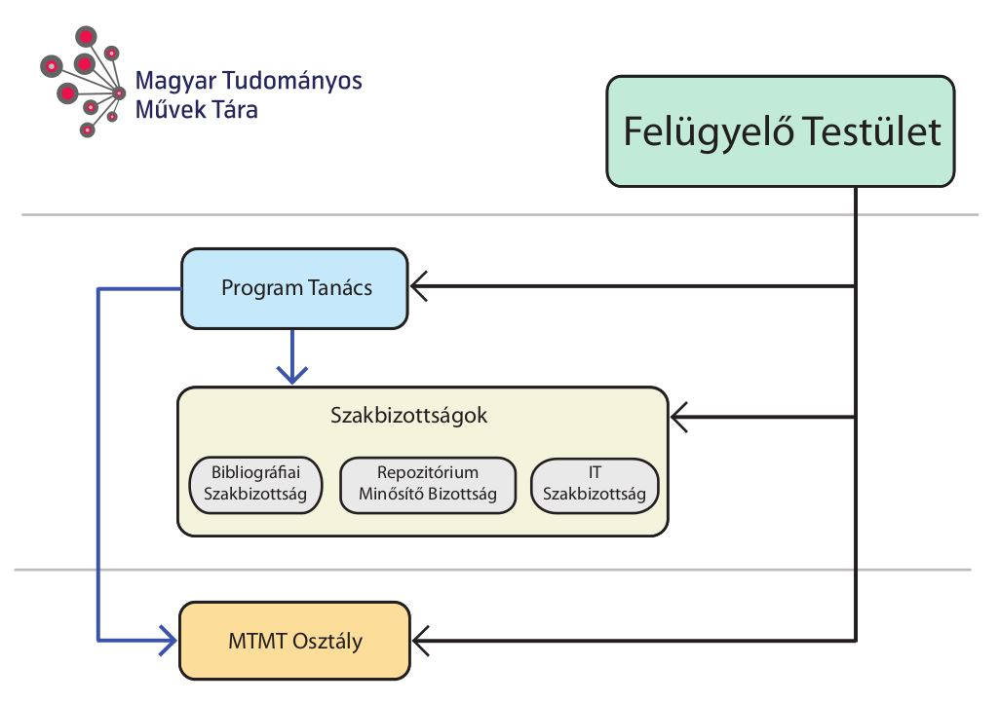 Magyar Tudományos
Művek Tára
Felügyelő Testület
Program Tanács
Szakbizottságok
Bibliográfiai
Szakbizottság
Repozitórium
Minősítő Bizottság
IT
Szakbizottság
MTMT Osztály